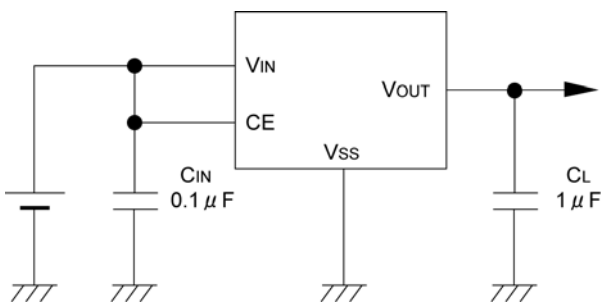 VIN
VOUT
CE
VSS
CIN
0.1 μF
CL
1 μF